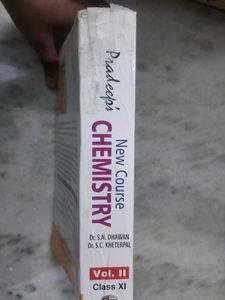 Pradeep's
New Course
CHEMISTRY
Dr. S.N. DHAWAN
Dr. S.C. KHETERPAL
Vol. II
Class XI